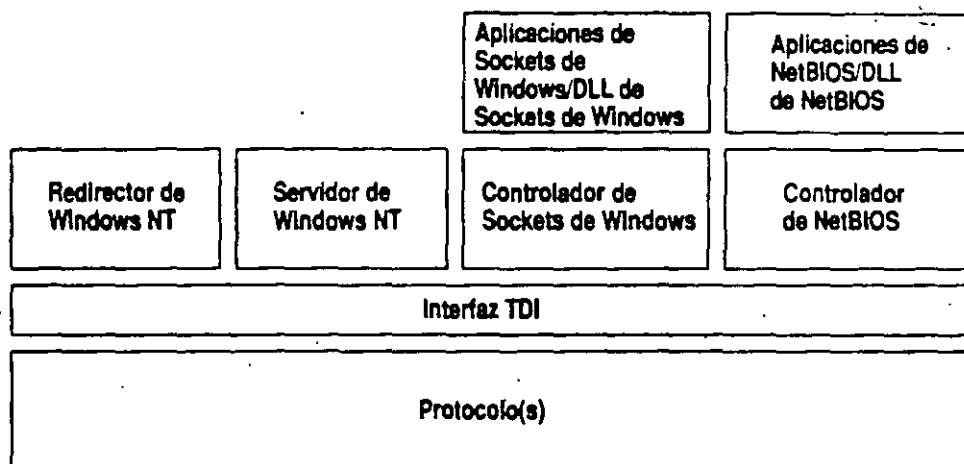 Aplicaciones de
Sockets de
Windows/DLL de
Sockets de Windows
Aplicaciones de
NetBIOS/DLL
de NetBIOS
Redirector de
Windows NT
Servidor de
Windows NT
Controlador de
Sockets de Windows
Controlador
de NetBIOS
Interfaz TDI
Protocolo(s)